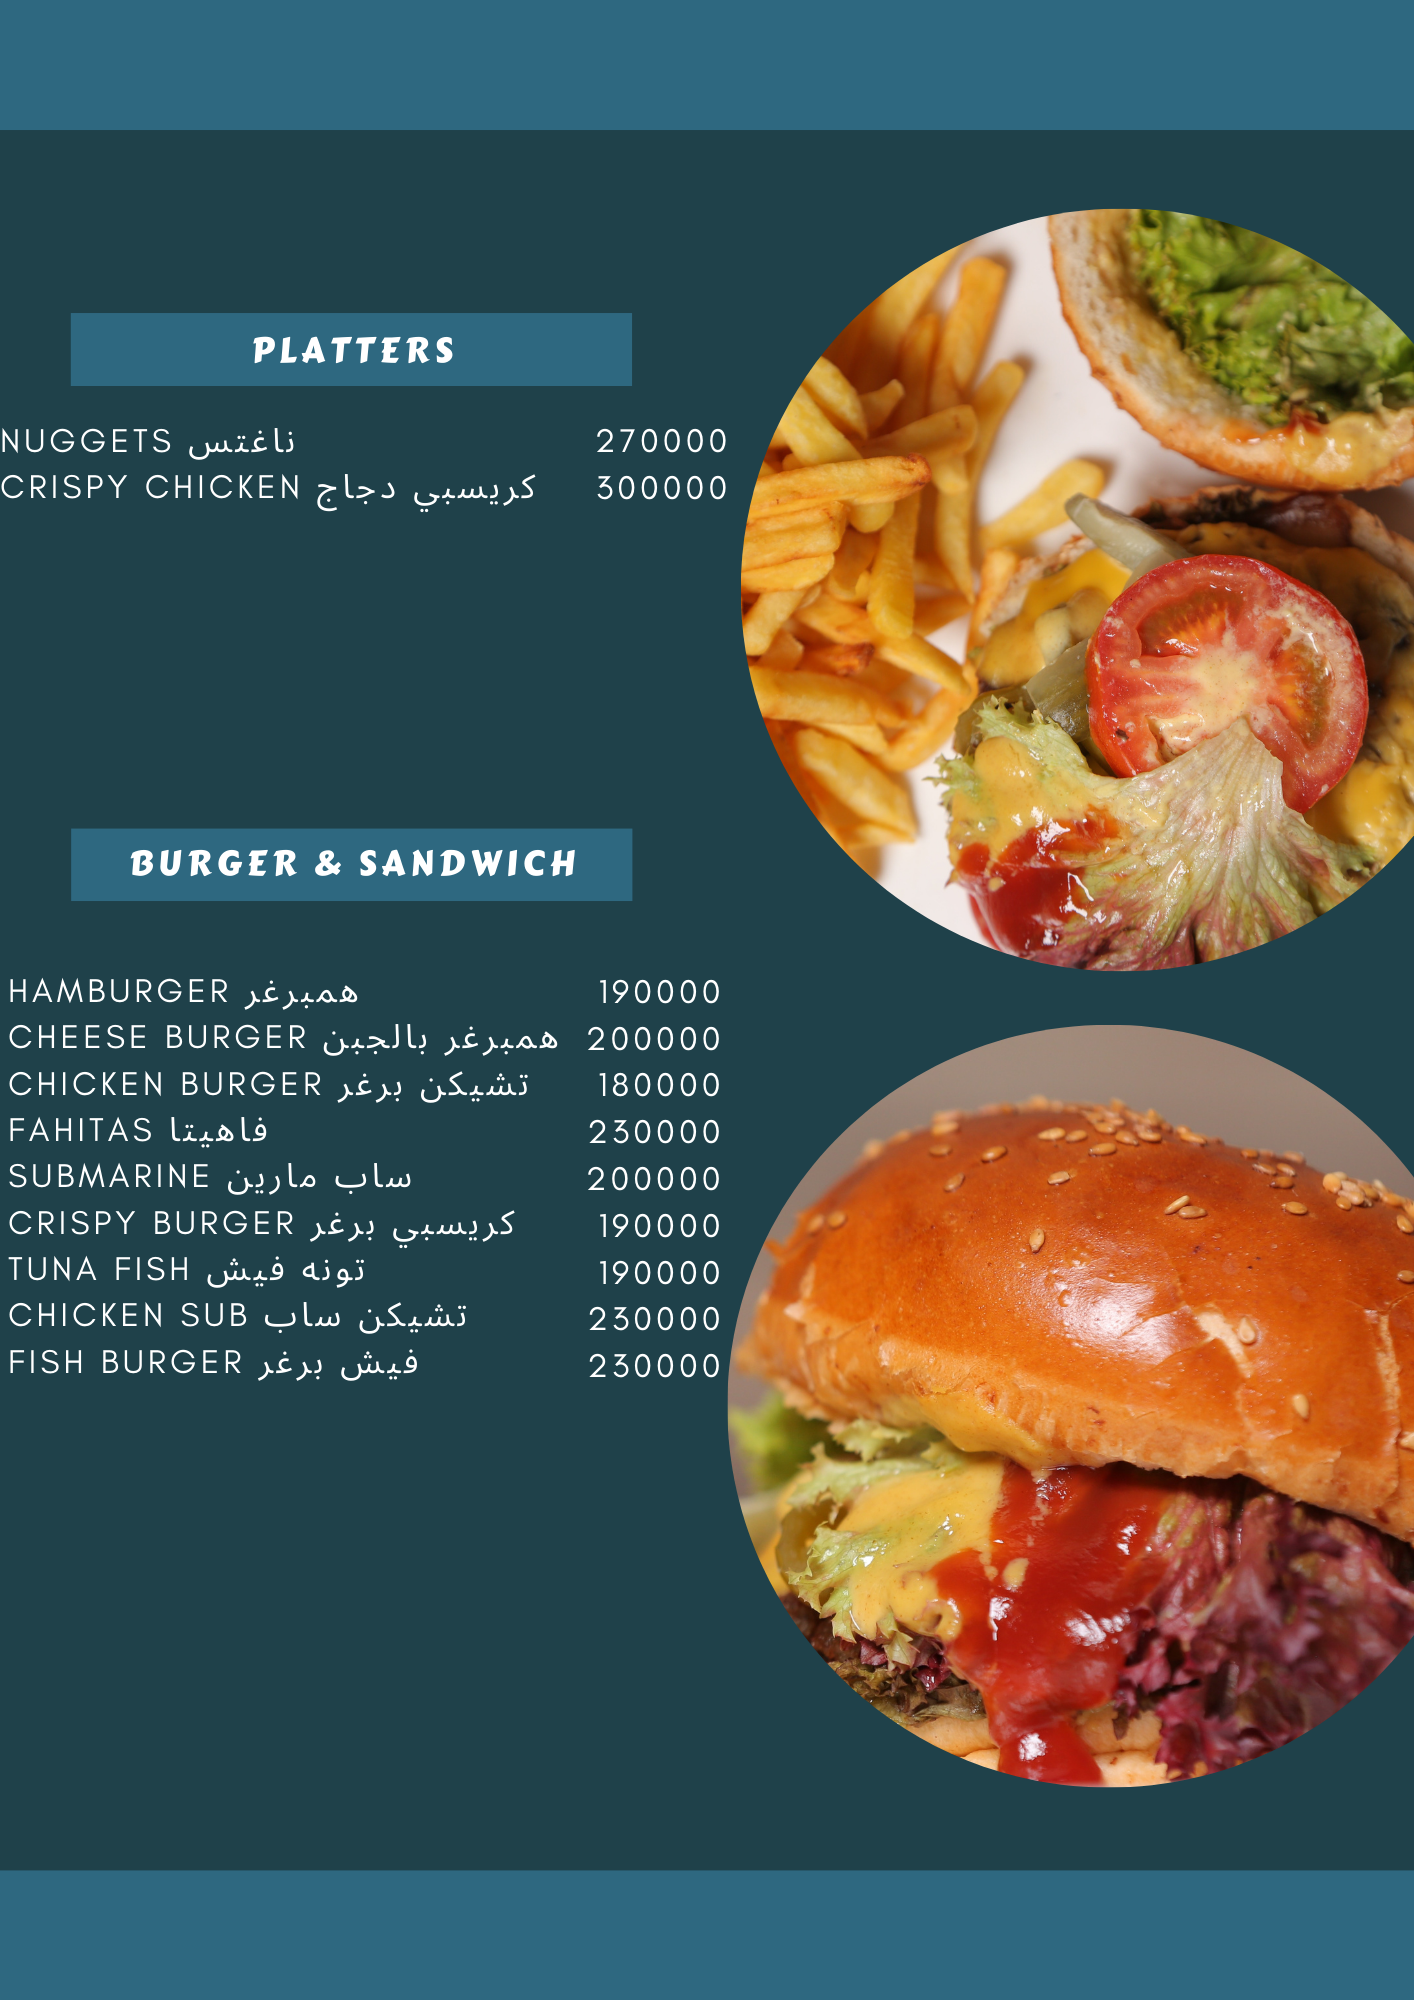 PLATTERS
NUGGETS ناغتس 270000
CRISPY CHICKEN كريسبي دجاج 300000
BURGER & SANDWICH
HAMBURGER همبرغر 190000
CHEESE BURGER همبرغر بالجبن 200000
CHICKEN BURGER تشيكن برغر 180000
FAHITAS فاهيتا 230000
SUBMARINE ساب مارين 200000
CRISPY BURGER كريسبي برغر 190000
TUNA FISH تونه فيش 190000
CHICKEN SUB تشيكن ساب 230000
FISH BURGER فيش برغر 230000